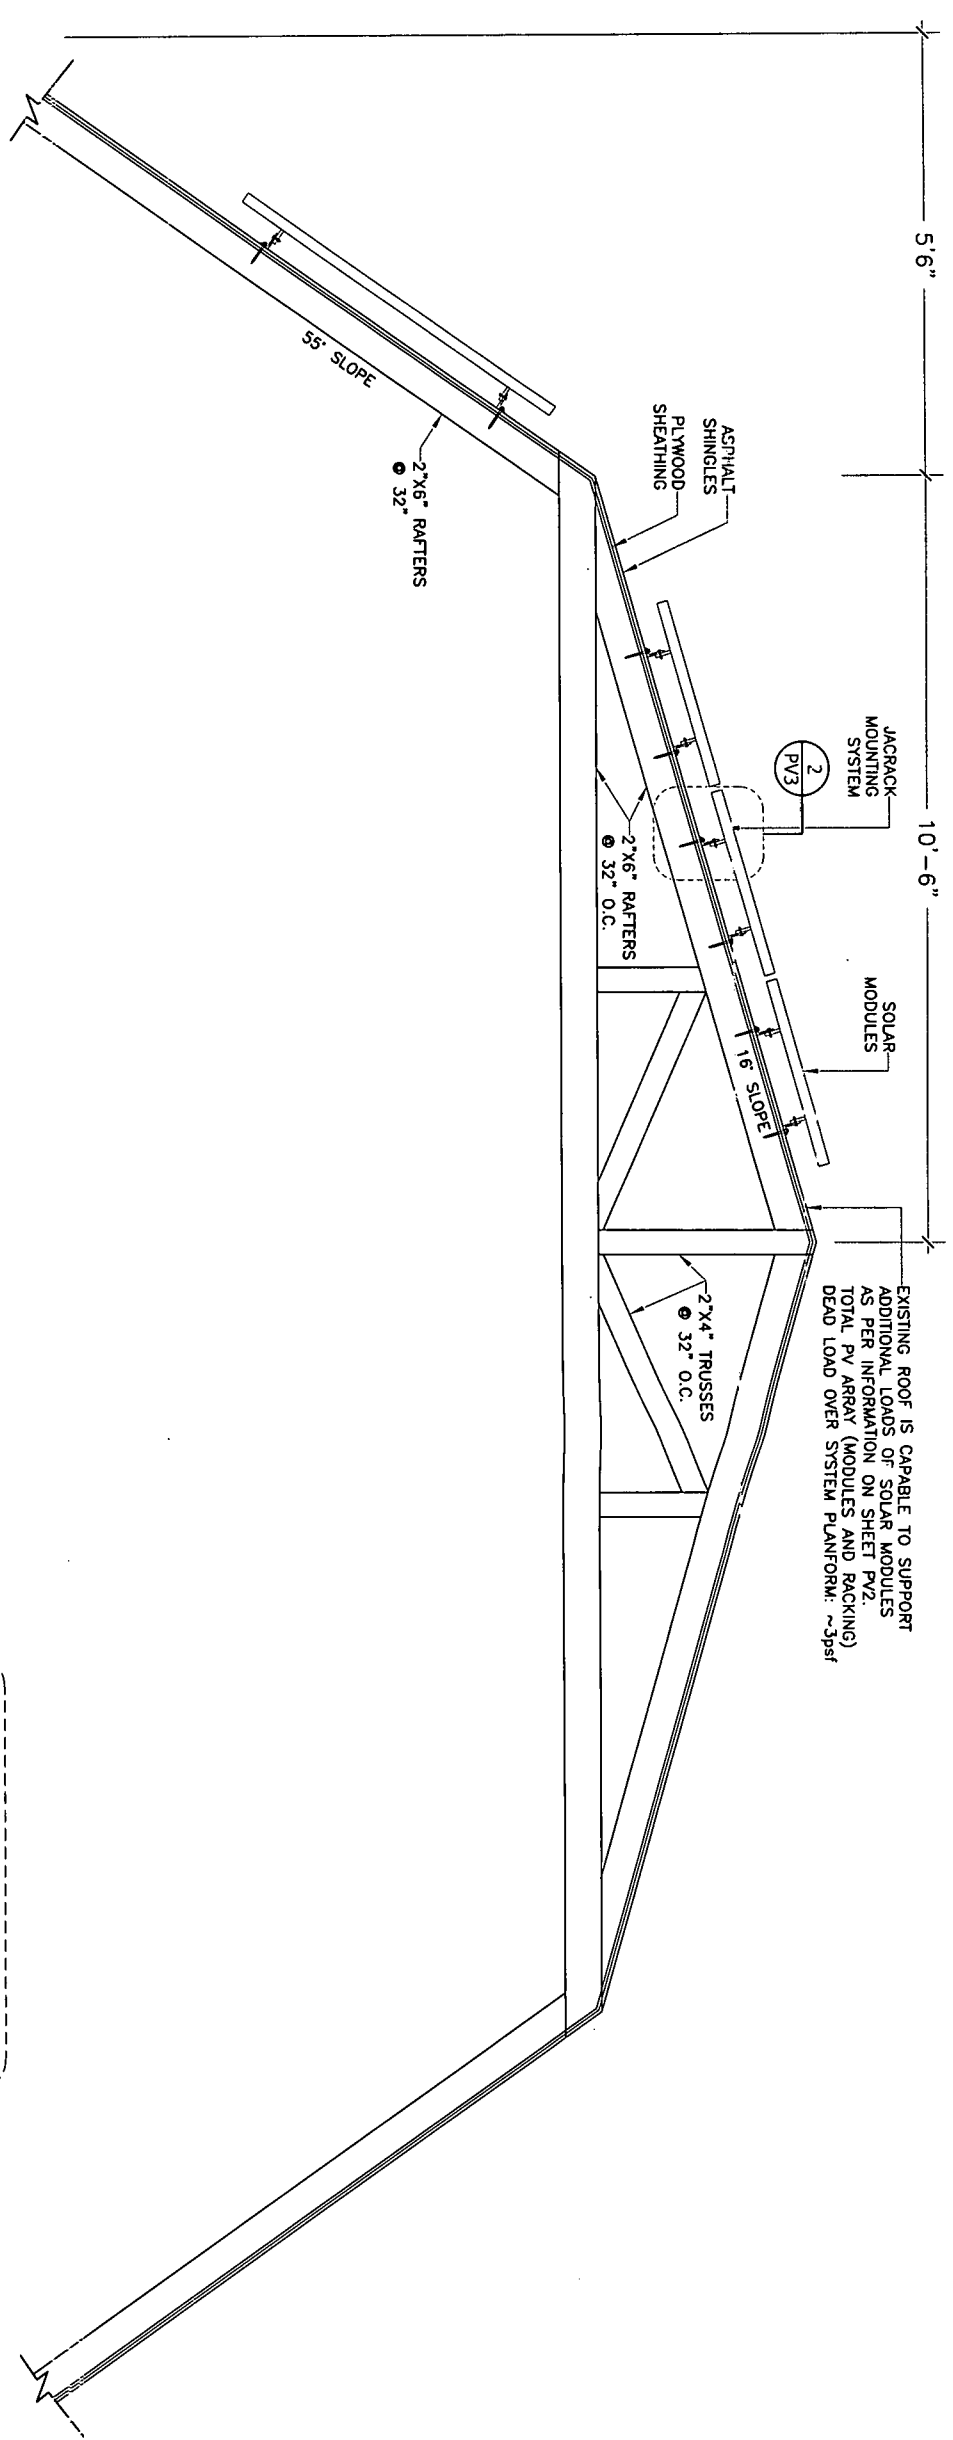 5'6"
10'-6"
55° SLOPE
2"X6" RAFTERS
@ 32"
ASPHALT
SHINGLES
PLYWOOD
SHEATHING
JACRACK
MOUNTING
SYSTEM
2
PV3
2"X6" RAFTERS
@ 32" O.C.
SOLAR
MODULES
16° SLOPE
2"X4" TRUSSES
@ 32" O.C.
EXISTING ROOF IS CAPABLE TO SUPPORT
ADDITIONAL LOADS OF SOLAR MODULES
AS PER INFORMATION ON SHEET PV2.
TOTAL PV ARRAY (MODULES AND RACKING)
DEAD LOAD OVER SYSTEM PLANFORM: ~3psf